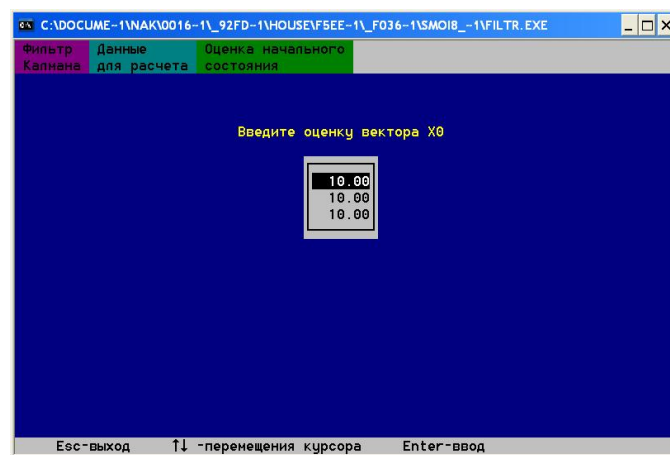 C:\DOCUME~1\NAK\0016~1\_92FD~1\HOUSE\F5EE~1\_F036~1\SMOI8_~1\FILTR.EXE
Фильтр Данные Оценка начального
Калмана для расчета состояния
Введите оценку вектора X0
10.00
10.00
10.00
Esc-выход ↑↓ -перемещения курсора Enter-ввод